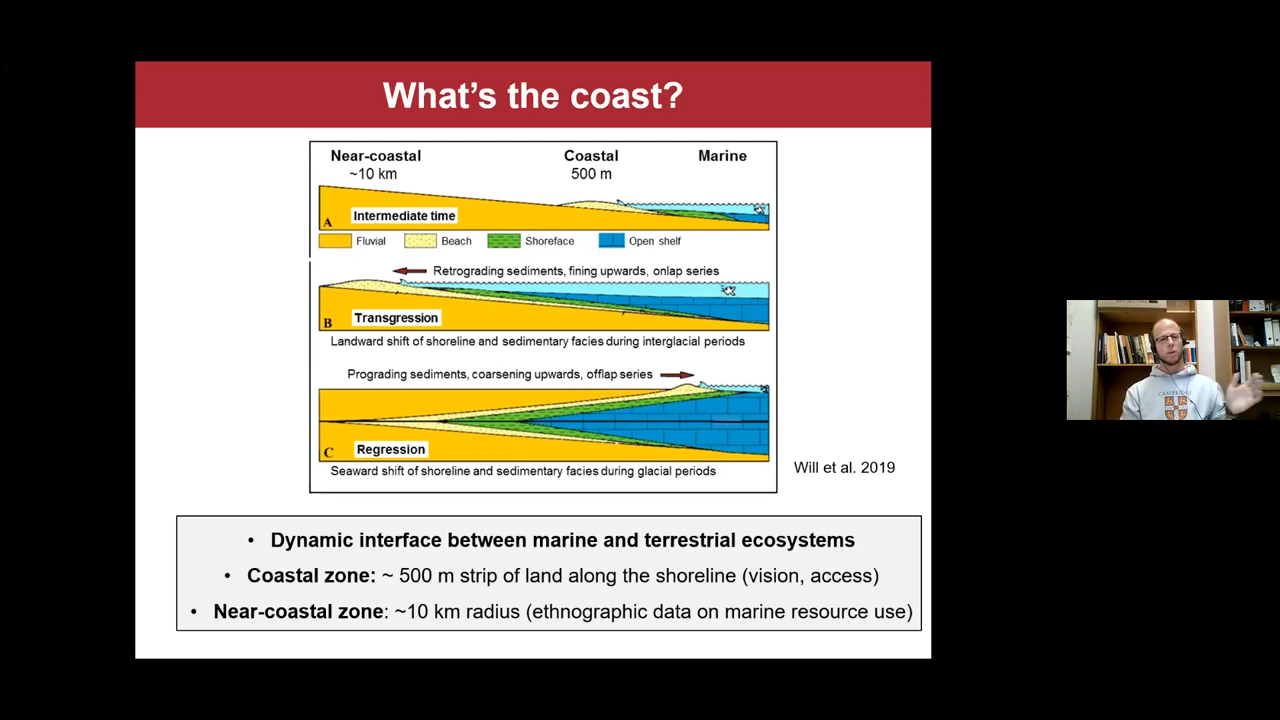 What's the coast?
Near-coastal
~10 km
Coastal
500 m
Marine
A
Intermediate time
Fluvial
Beach
Shoreface
Open shelf
Retrograding sediments, fining upwards, onlap series
B
Transgression
Landward shift of shoreline and sedimentary facies during interglacial periods
Prograding sediments, coarsening upwards, offlap series
C
Regression
Seaward shift of shoreline and sedimentary facies during glacial periods
Will et al. 2019
• Dynamic interface between marine and terrestrial ecosystems
• Coastal zone: ~ 500 m strip of land along the shoreline (vision, access)
• Near-coastal zone: ~10 km radius (ethnographic data on marine resource use)
CAMBRIDGE